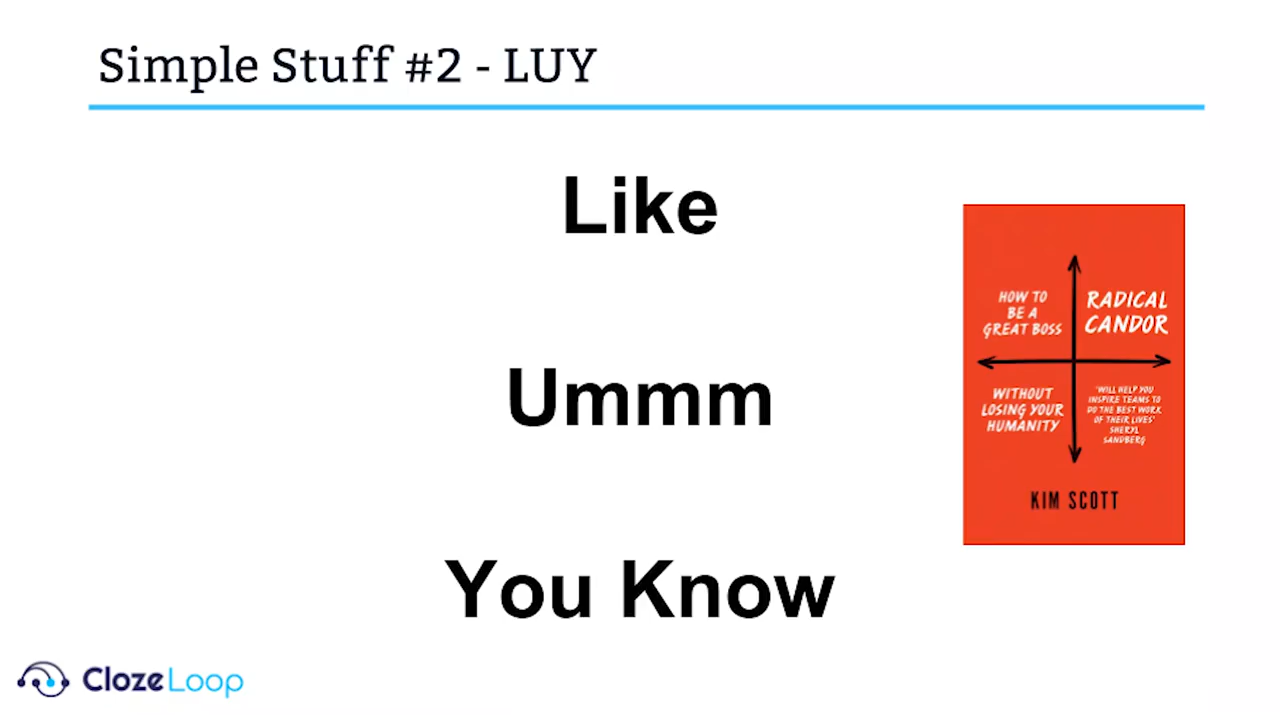 Simple Stuff #2 - LUY
Like
Ummm
You Know
HOW TO
BE A
GREAT BOSS
RADICAL
CANDOR
WITHOUT
LOSING YOUR
HUMANITY
'WILL HELP YOU
INSPIRE TEAMS TO
DO THE BEST WORK
OF THEIR LIVES'
SHERYL
SANDBERG
KIM SCOTT
ClozeLoop